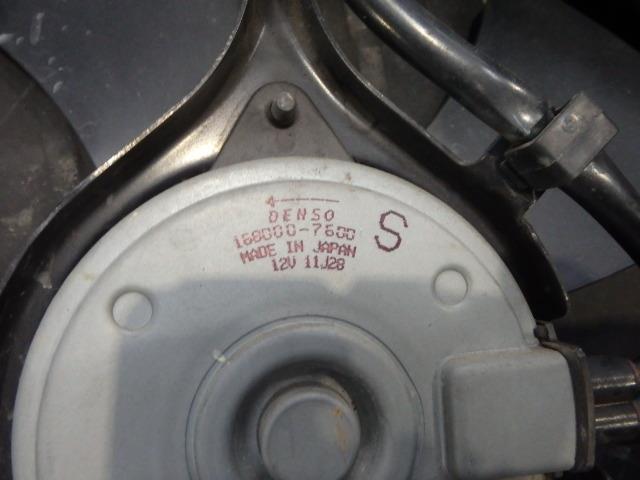 DENSO
168000-7600
MADE IN JAPAN
12V 11J28
S